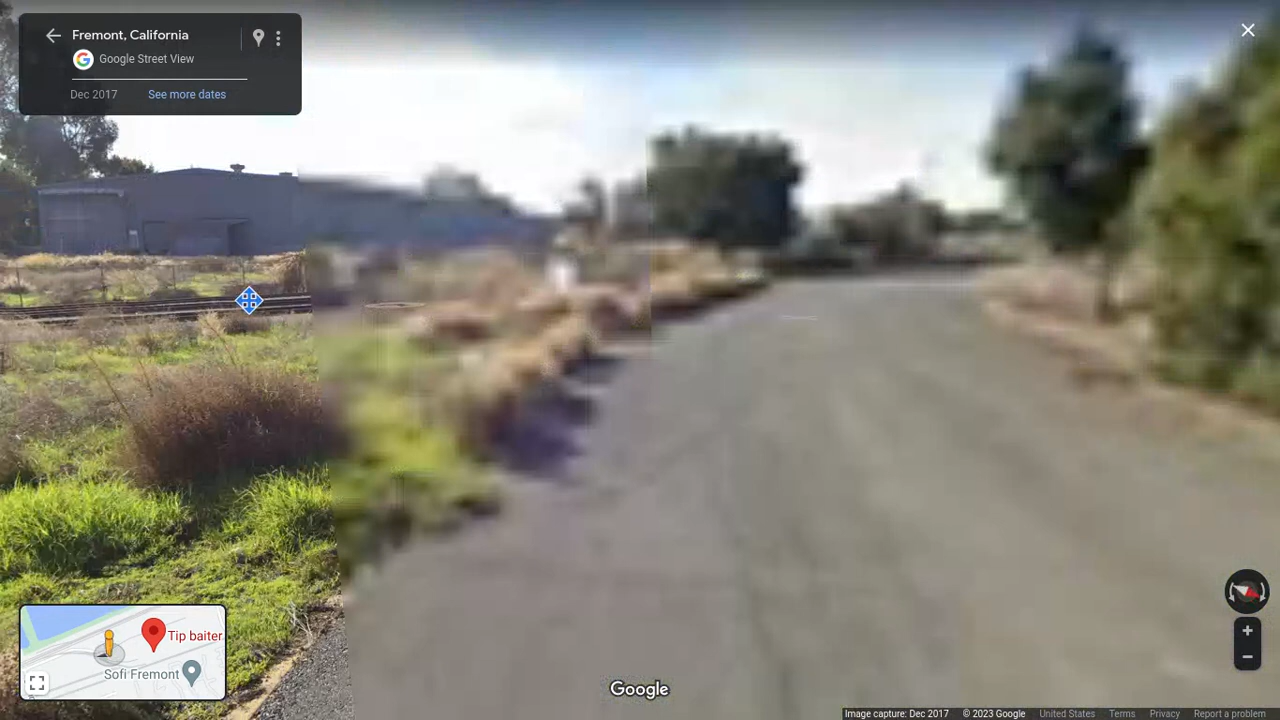 Fremont, California
Google Street View
Dec 2017 See more dates
Tip baiter
Sofi Fremont
Google
Image capture: Dec 2017 © 2023 Google United States Terms Privacy Report a problem